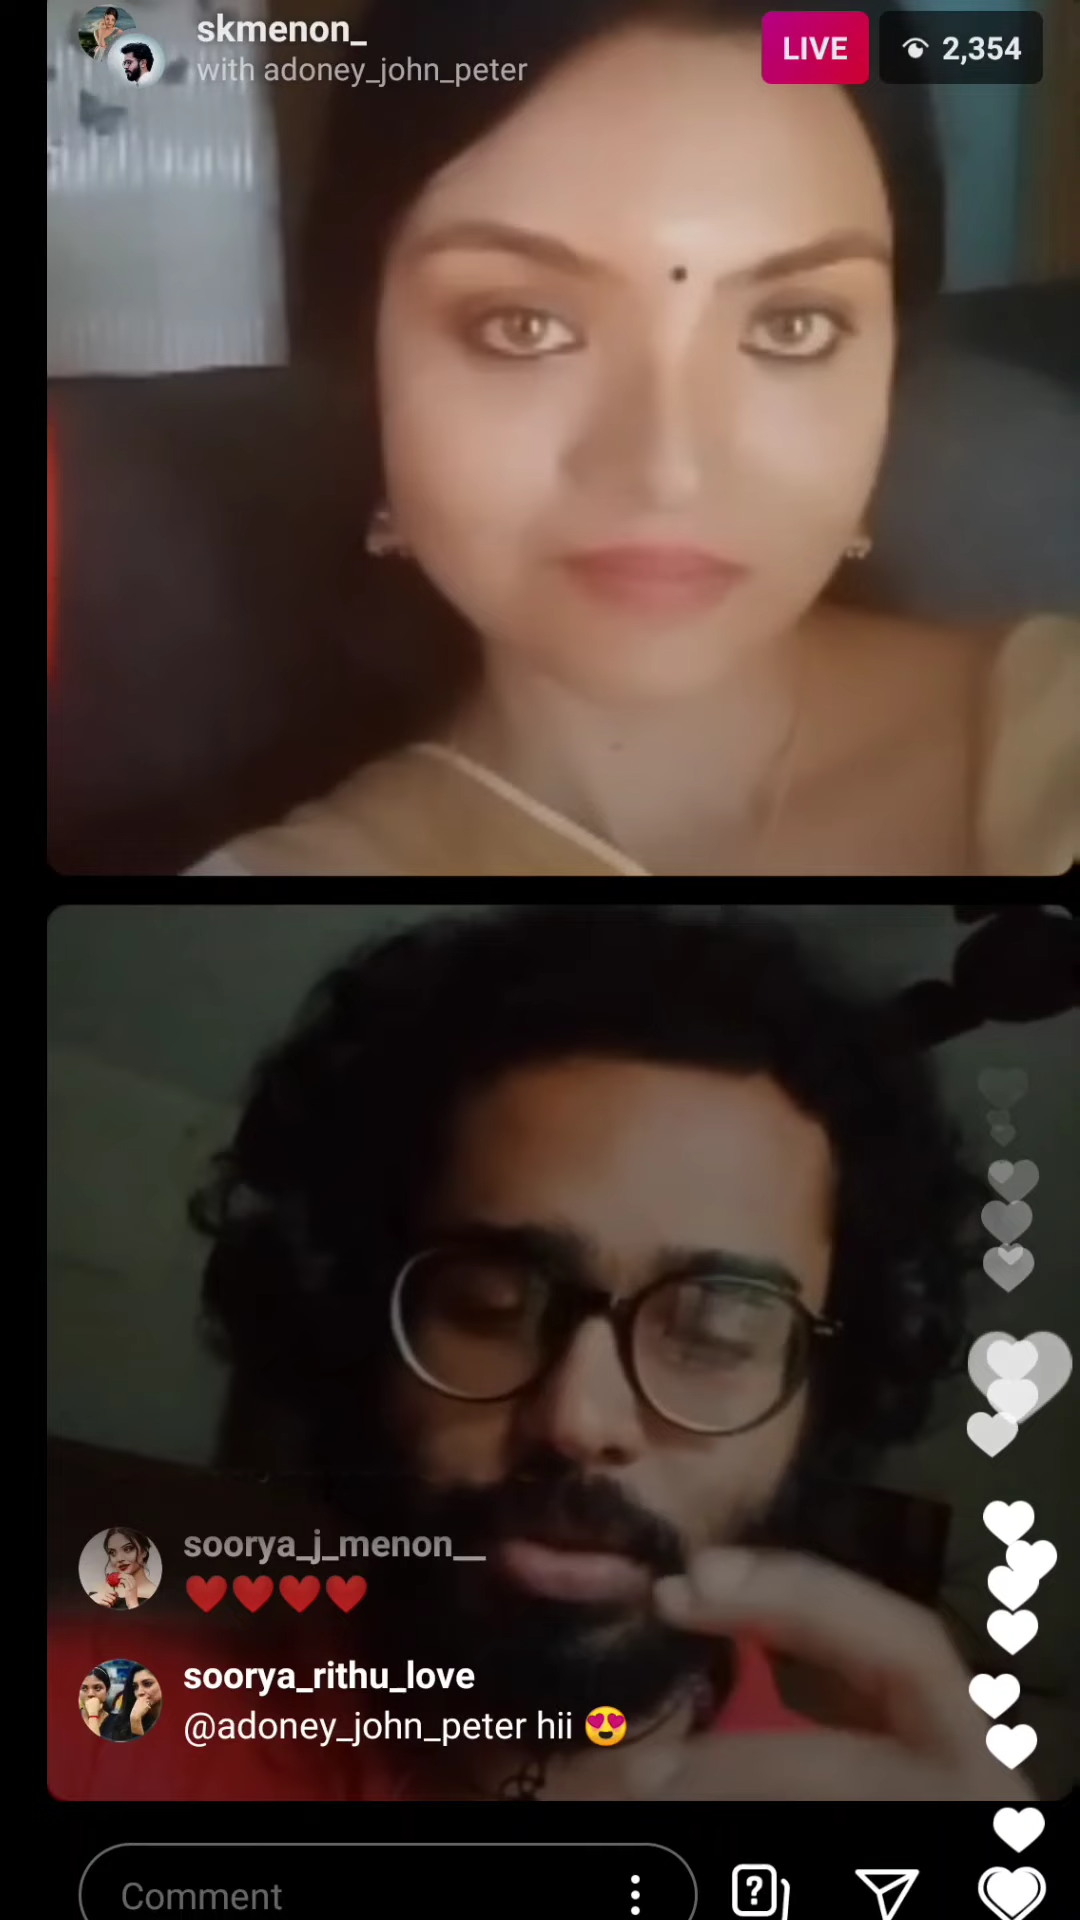 skmenon_
with adoney_john_peter
LIVE
2,354
soorya_j_menon__
❤️❤️❤️❤️
soorya_rithu_love
@adoney_john_peter hii 😍
Comment
?